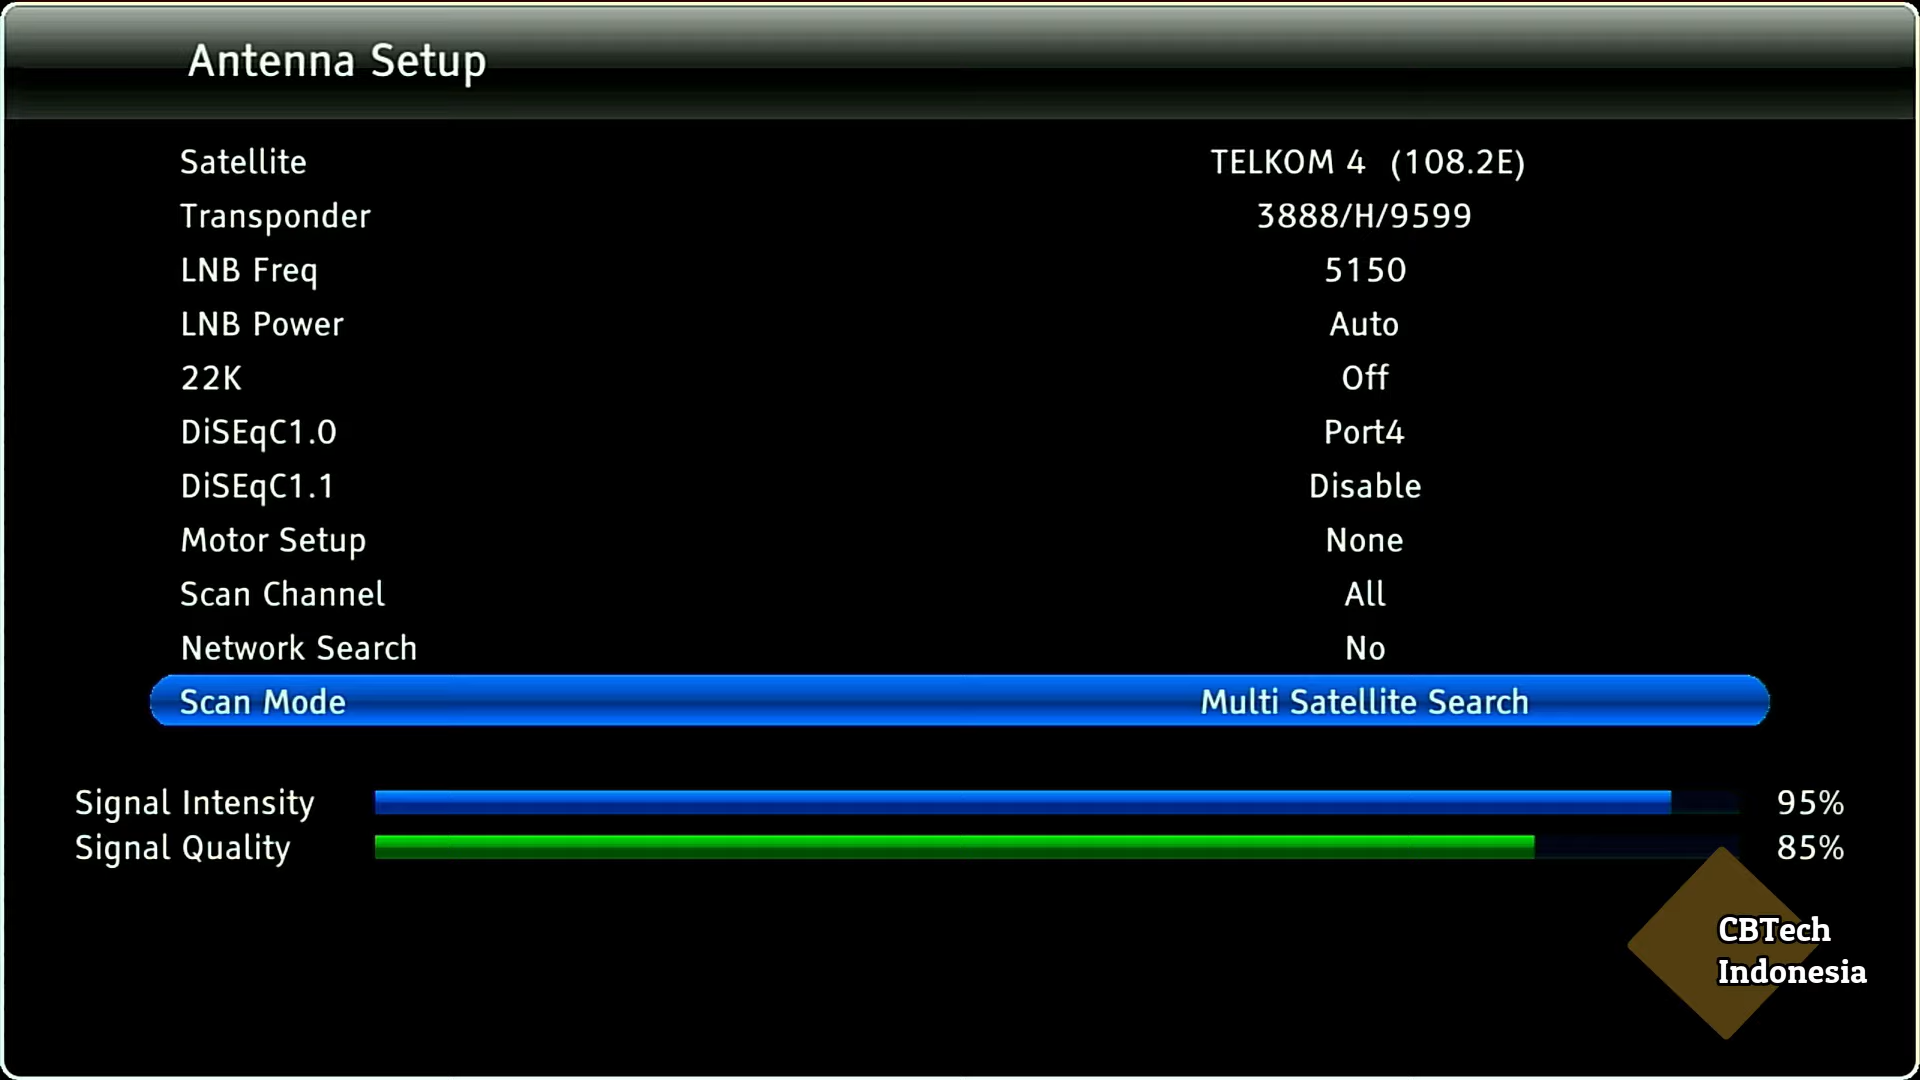 Antenna Setup
Satellite TELKOM 4 (108.2E)
Transponder 3888/H/9599
LNB Freq 5150
LNB Power Auto
22K Off
DiSEqC1.0 Port4
DiSEqC1.1 Disable
Motor Setup None
Scan Channel All
Network Search No
Scan Mode Multi Satellite Search
Signal Intensity 95%
Signal Quality 85%
CBTech
Indonesia